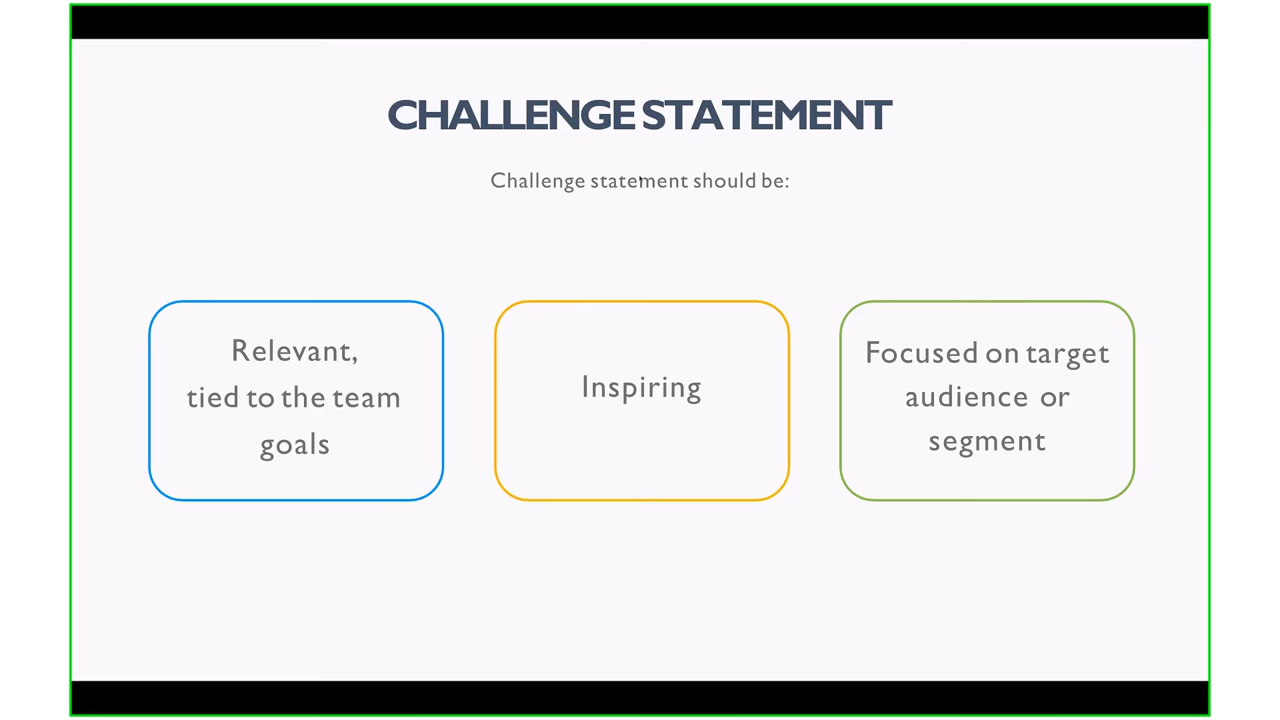 CHALLENGE STATEMENT
Challenge statement should be:
Relevant,
tied to the team
goals
Inspiring
Focused on target
audience or
segment